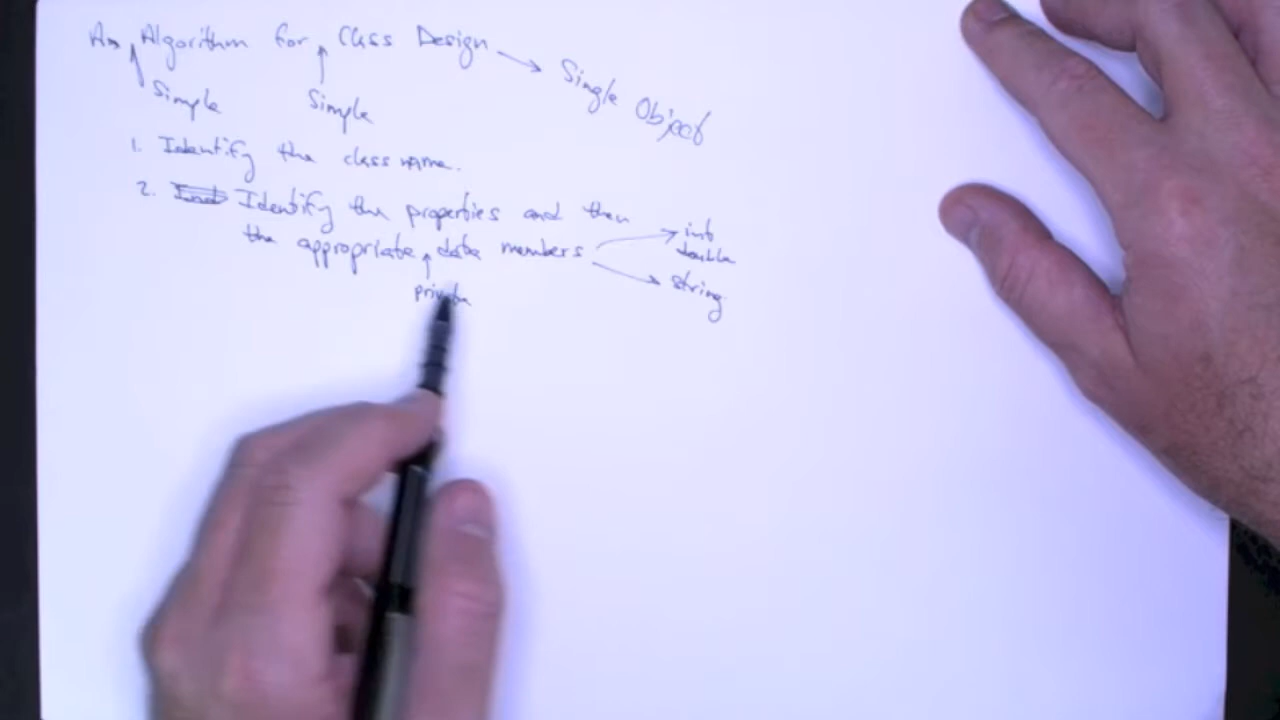 An Algorithm for Class Design → Single Object
Simple Simple
1. Identify the class name.
2. Identify the properties and then
the appropriate data members → int
double
→ string
private